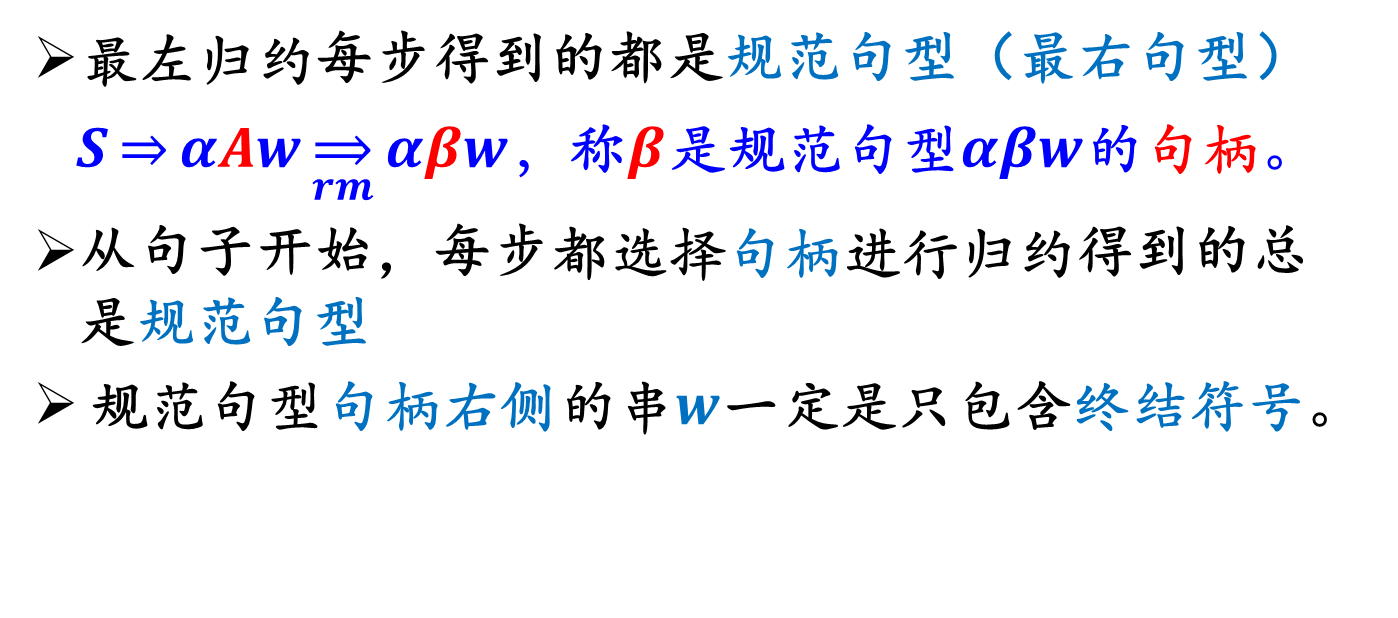 ➢最左归约每步得到的都是规范句型（最右句型）
S ⇒ αAw ⇒ αβw，称β是规范句型αβw的句柄。
rm
➢从句子开始，每步都选择句柄进行归约得到的总
是规范句型
➢规范句型句柄右侧的串w一定是只包含终结符号。